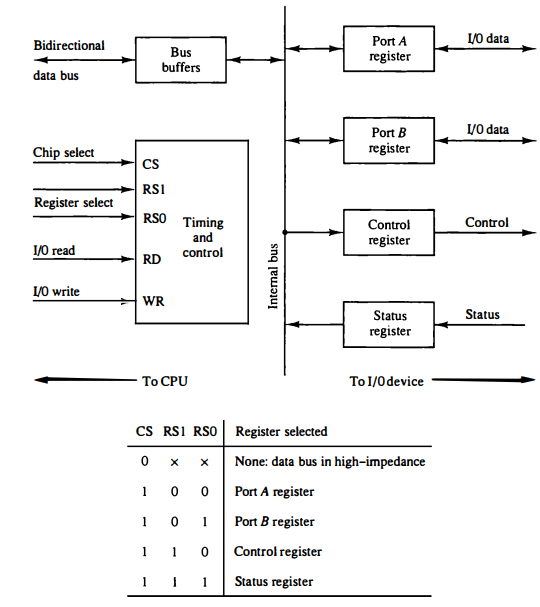 Bidirectional
data bus
Bus
buffers
Port A
register
I/O data
Port B
register
I/O data
Chip select
CS
RS1
Register select
RS0
Timing
and
control
I/O read
RD
I/O write
WR
Internal bus
Control
register
Control
Status
register
Status
To CPU
To I/O device
CS RS1 RS0 Register selected
0 × × None: data bus in high-impedance
1 0 0 Port A register
1 0 1 Port B register
1 1 0 Control register
1 1 1 Status register